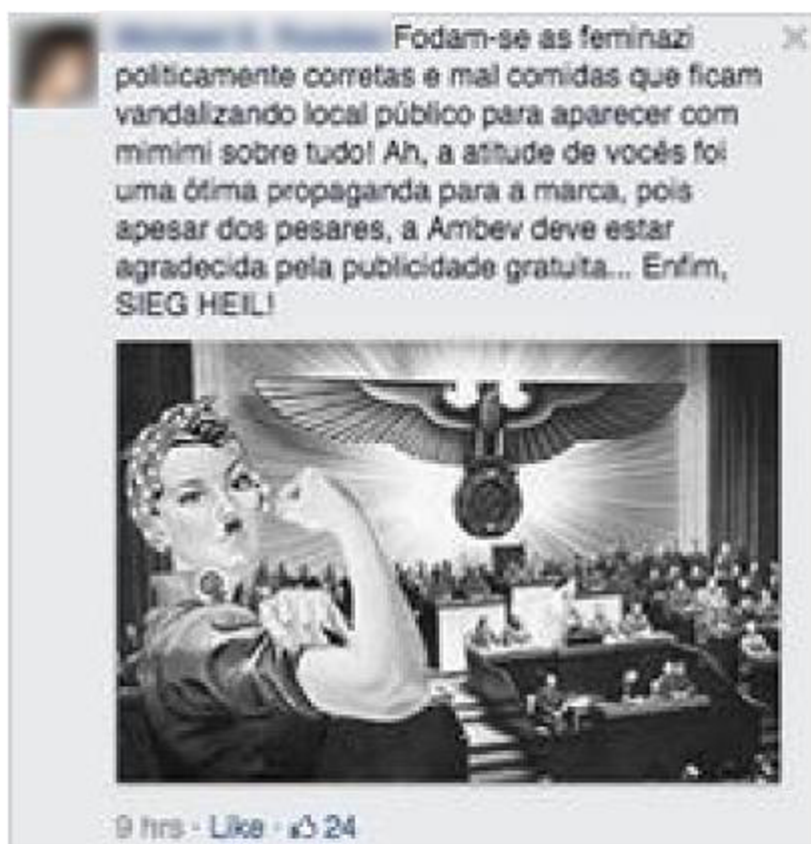 Fodam-se as feminazi
politicamente corretas e mal comidas que ficam
vandalizando local público para aparecer com
mimimi sobre tudo! Ah, a atitude de vocês foi
uma ótima propaganda para a marca, pois
apesar dos pesares, a Ambev deve estar
agradecida pela publicidade gratuita... Enfim,
SIEG HEIL!
9 hrs · Like · 24